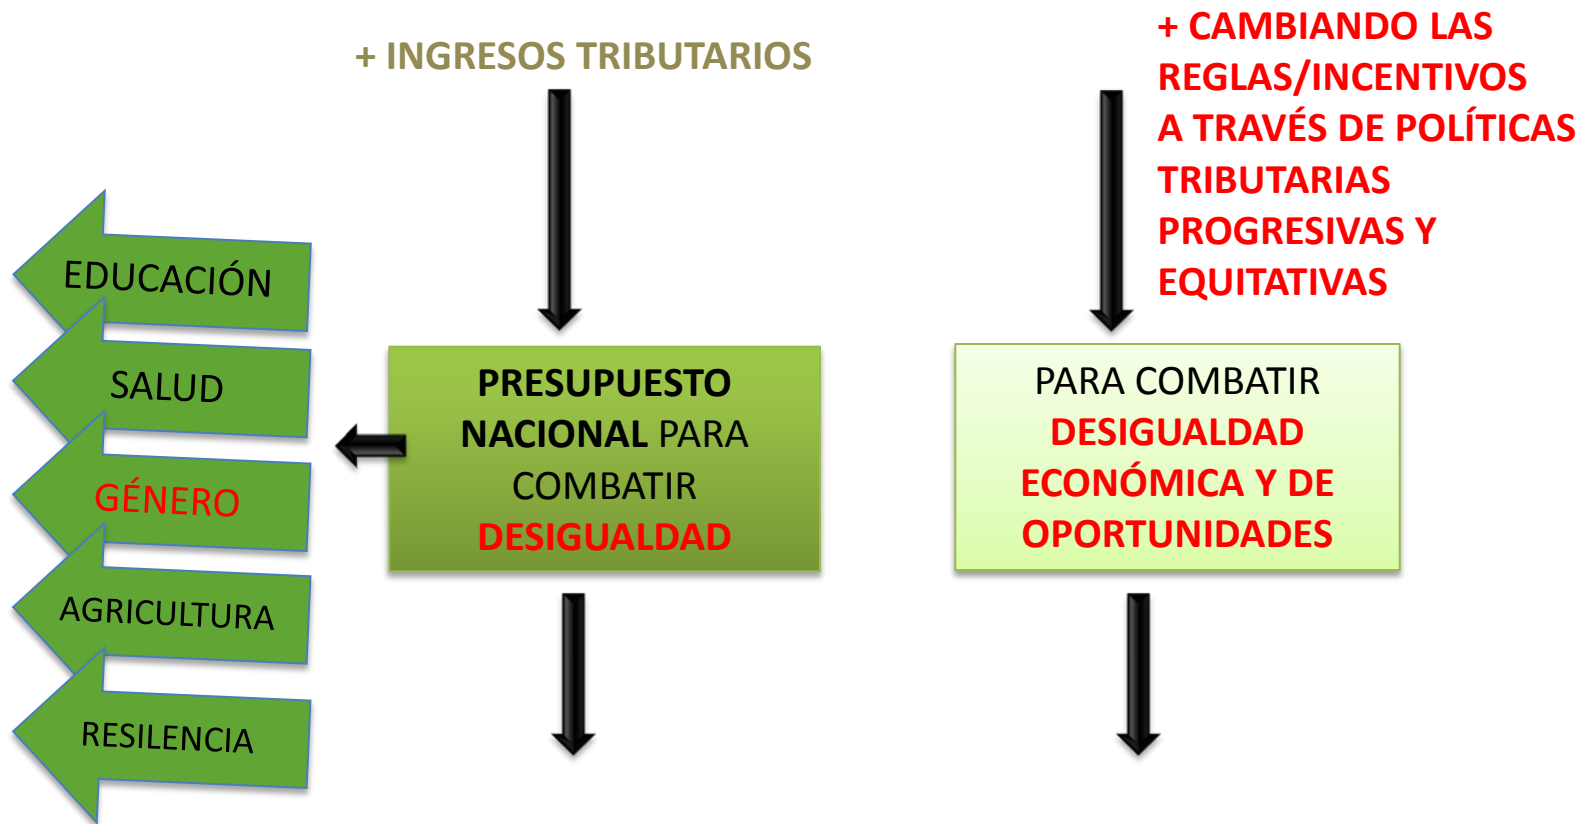 + INGRESOS TRIBUTARIOS
+ CAMBIANDO LAS
REGLAS/INCENTIVOS
A TRAVÉS DE POLÍTICAS
TRIBUTARIAS
PROGRESIVAS Y
EQUITATIVAS
EDUCACIÓN
SALUD
GÉNERO
AGRICULTURA
RESILENCIA
PRESUPUESTO
NACIONAL PARA
COMBATIR
DESIGUALDAD
PARA COMBATIR
DESIGUALDAD
ECONÓMICA Y DE
OPORTUNIDADES